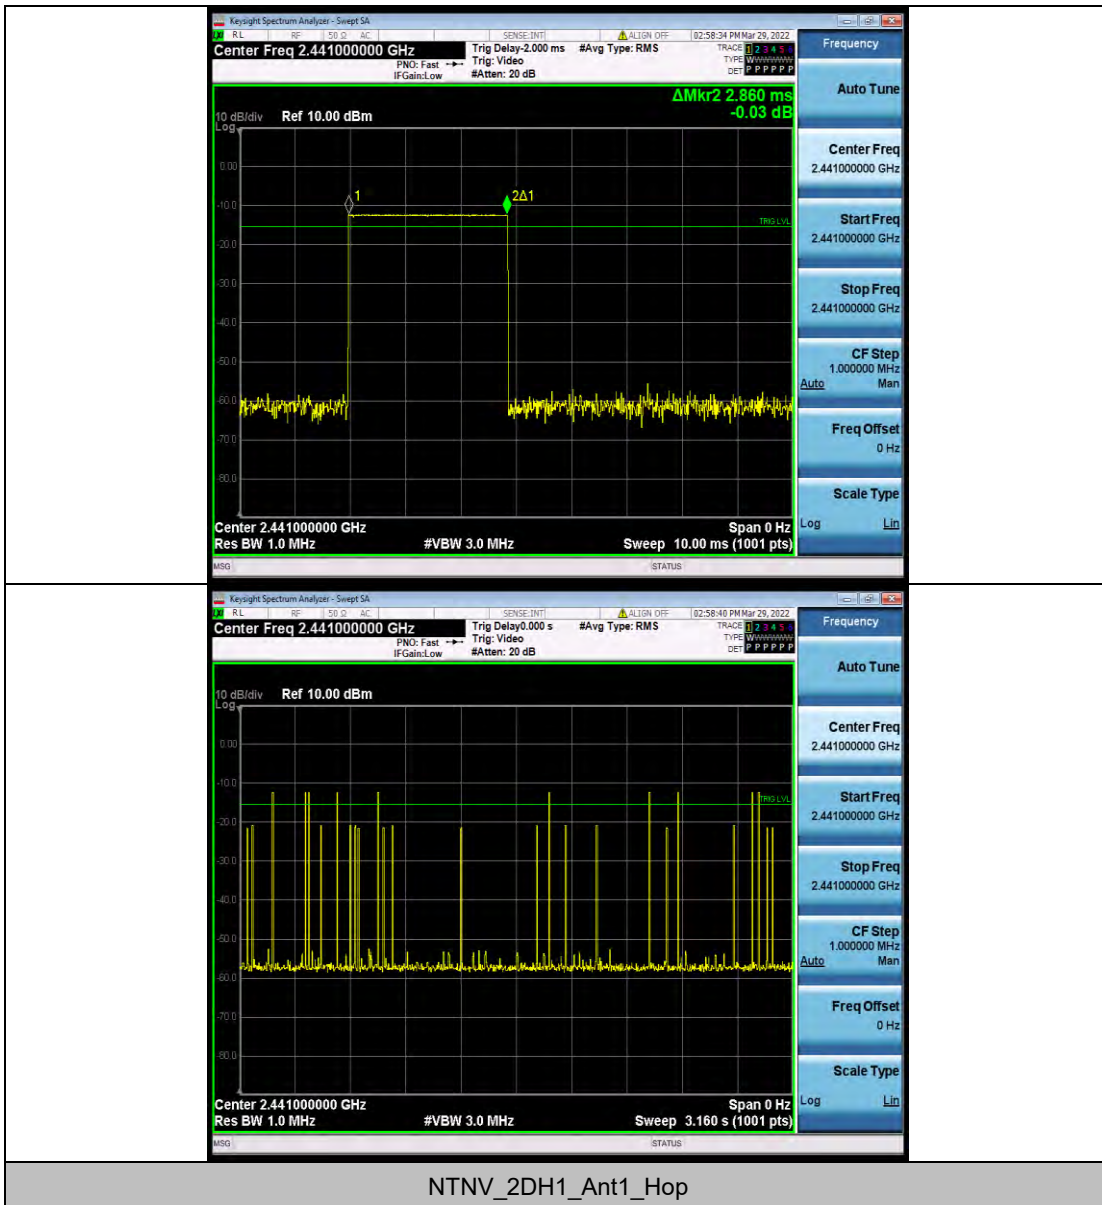 Keysight Spectrum Analyzer - Swept SA
RL RF 50 Ω AC SENSE:INT ALIGN OFF 02:58:34 PM Mar 29, 2022
Center Freq 2.441000000 GHz
PNO: Fast
IFGain:Low
Trig Delay-2.000 ms
Trig: Video
#Atten: 20 dB
#Avg Type: RMS
TRACE 1 2 3 4 5 6
TYPE WWWWWW
DET P P P P P P
Frequency
Auto Tune
Center Freq
2.441000000 GHz
Start Freq
2.441000000 GHz
Stop Freq
2.441000000 GHz
CF Step
1.000000 MHz
Auto Man
Freq Offset
0 Hz
Scale Type
Log Lin
ΔMkr2 2.860 ms
-0.03 dB
10 dB/div Ref 10.00 dBm
Log
0.00
-10.0
-20.0
-30.0
-40.0
-50.0
-60.0
-70.0
-80.0
1
2Δ1
TRIG LVL
Center 2.441000000 GHz Span 0 Hz
Res BW 1.0 MHz #VBW 3.0 MHz Sweep 10.00 ms (1001 pts)
MSG STATUS
Keysight Spectrum Analyzer - Swept SA
RL RF 50 Ω AC SENSE:INT ALIGN OFF 02:58:40 PM Mar 29, 2022
Center Freq 2.441000000 GHz
PNO: Fast
IFGain:Low
Trig Delay0.000 s
Trig: Video
#Atten: 20 dB
#Avg Type: RMS
TRACE 1 2 3 4 5 6
TYPE WWWWWW
DET P P P P P P
Frequency
Auto Tune
Center Freq
2.441000000 GHz
Start Freq
2.441000000 GHz
Stop Freq
2.441000000 GHz
CF Step
1.000000 MHz
Auto Man
Freq Offset
0 Hz
Scale Type
Log Lin
10 dB/div Ref 10.00 dBm
Log
0.00
-10.0
-20.0
-30.0
-40.0
-50.0
-60.0
-70.0
-80.0
TRIG LVL
Center 2.441000000 GHz Span 0 Hz
Res BW 1.0 MHz #VBW 3.0 MHz Sweep 3.160 s (1001 pts)
MSG STATUS
NTNV_2DH1_Ant1_Hop